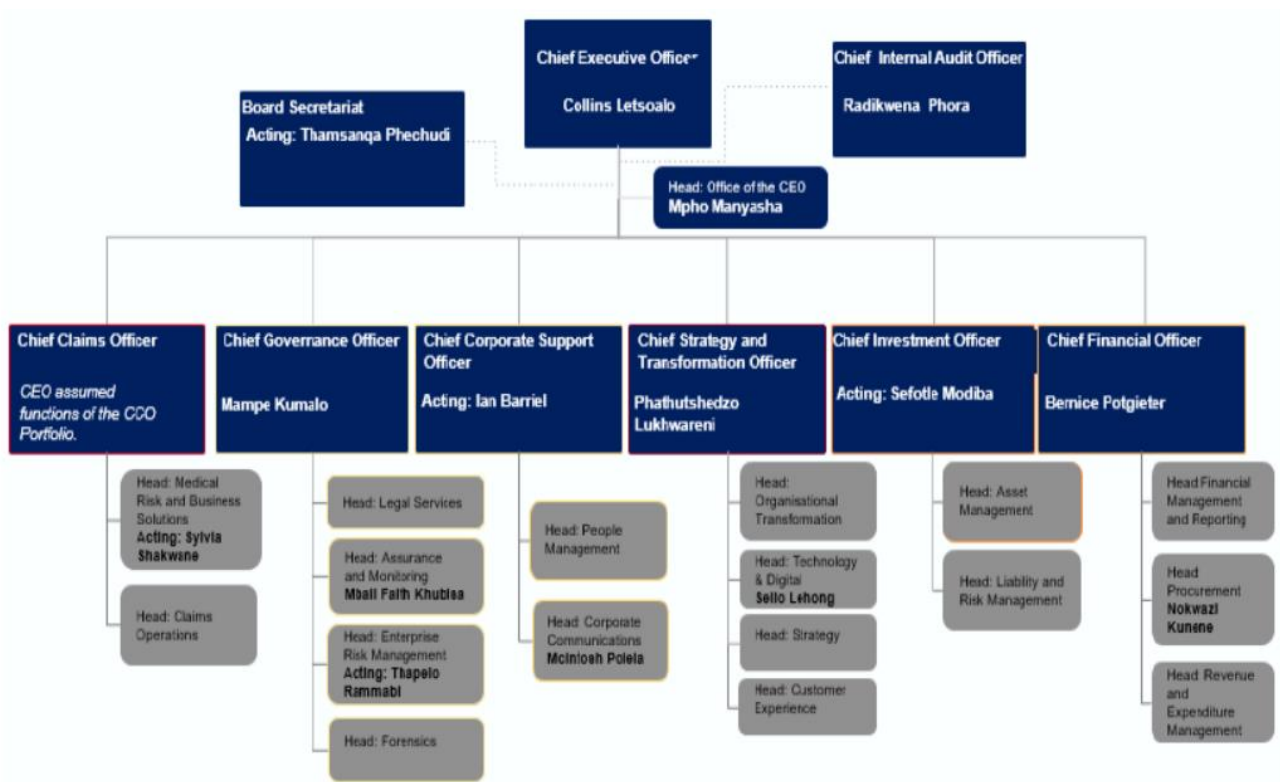 Chief Executive Officer
Collins Letsoalo
Chief Internal Audit Officer
Radikwena Phora
Board Secretariat
Acting: Thamsanqa Phechudi
Head: Office of the CEO
Mpho Manyasha
Chief Claims Officer
CEO assumed
functions of the CCO
Portfolio.
Chief Governance Officer
Mampe Kumalo
Chief Corporate Support
Officer
Acting: Ian Barriel
Chief Strategy and
Transformation Officer
Phathutshedzo
Lukhwareni
Chief Investment Officer
Acting: Sefotle Modiba
Chief Financial Officer
Bernice Potgieter
Head: Medical
Risk and Business
Solutions
Acting: Sylvia
Shakwane
Head: Claims
Operations
Head: Legal Services
Head: Assurance
and Monitoring
Mbali Faith Khubisa
Head: Enterprise
Risk Management
Acting: Thapelo
Rammabi
Head: Forensics
Head: People
Management
Head: Corporate
Communications
McIntosh Polela
Head:
Organisational
Transformation
Head: Technology
& Digital
Sello Lehong
Head: Strategy
Head: Customer
Experience
Head: Asset
Management
Head: Liablity and
Risk Management
Head Financial
Management
and Reporting
Head
Procurement
Nokwazi
Kunene
Head Revenue
and
Expenditure
Management